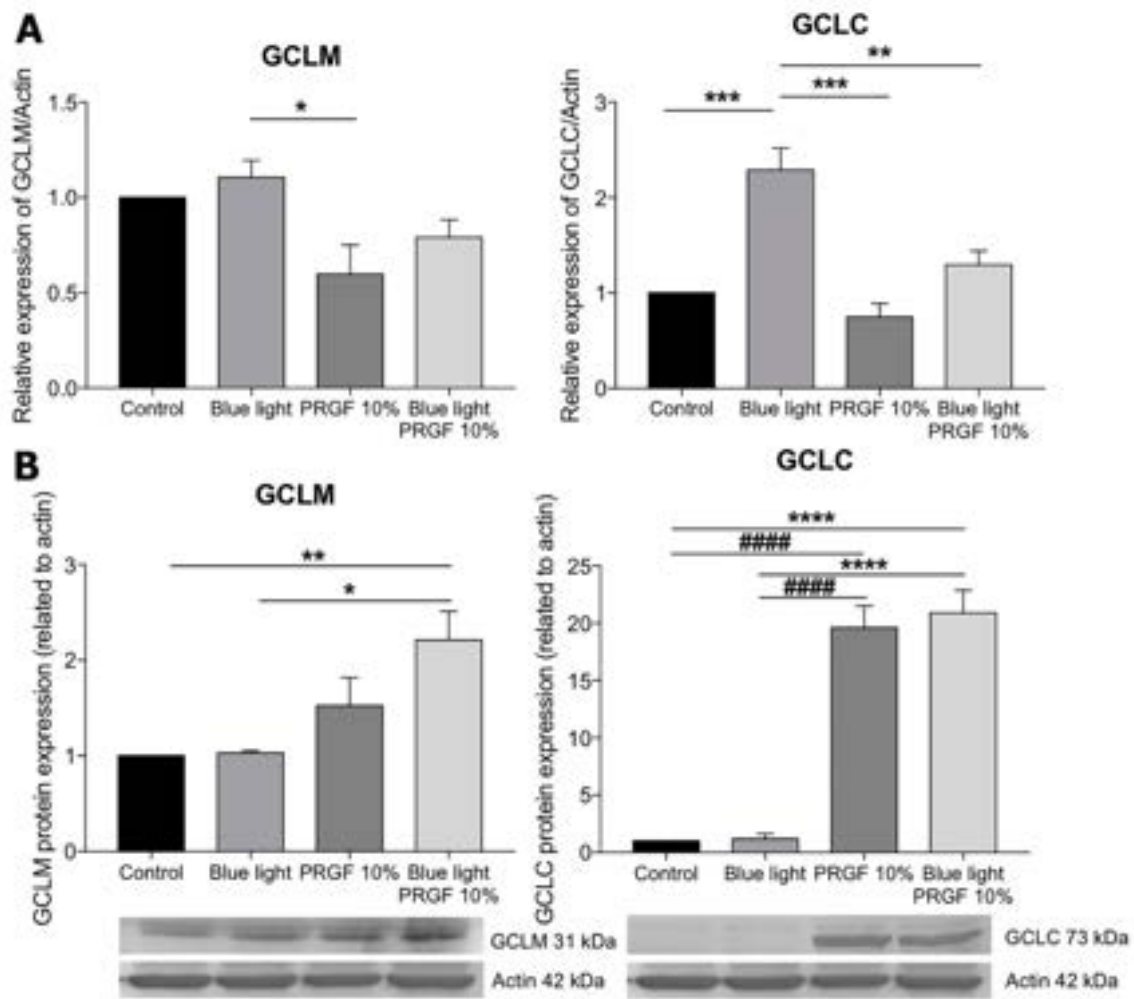 A
GCLM
Relative expression of GCLM/Actin
1.5
1.0
0.5
0.0
*
Control
Blue light
PRGF 10%
Blue light
PRGF 10%
GCLC
Relative expression of GCLC/Actin
3
2
1
0
**
***
***
Control
Blue light
PRGF 10%
Blue light
PRGF 10%
B
GCLM
GCLM protein expression (related to actin)
3
2
1
0
**
*
Control
Blue light
PRGF 10%
Blue light
PRGF 10%
GCLM 31 kDa
Actin 42 kDa
GCLC
GCLC protein expression (related to actin)
25
20
15
10
5
0
****
####
****
####
Control
Blue light
PRGF 10%
Blue light
PRGF 10%
GCLC 73 kDa
Actin 42 kDa